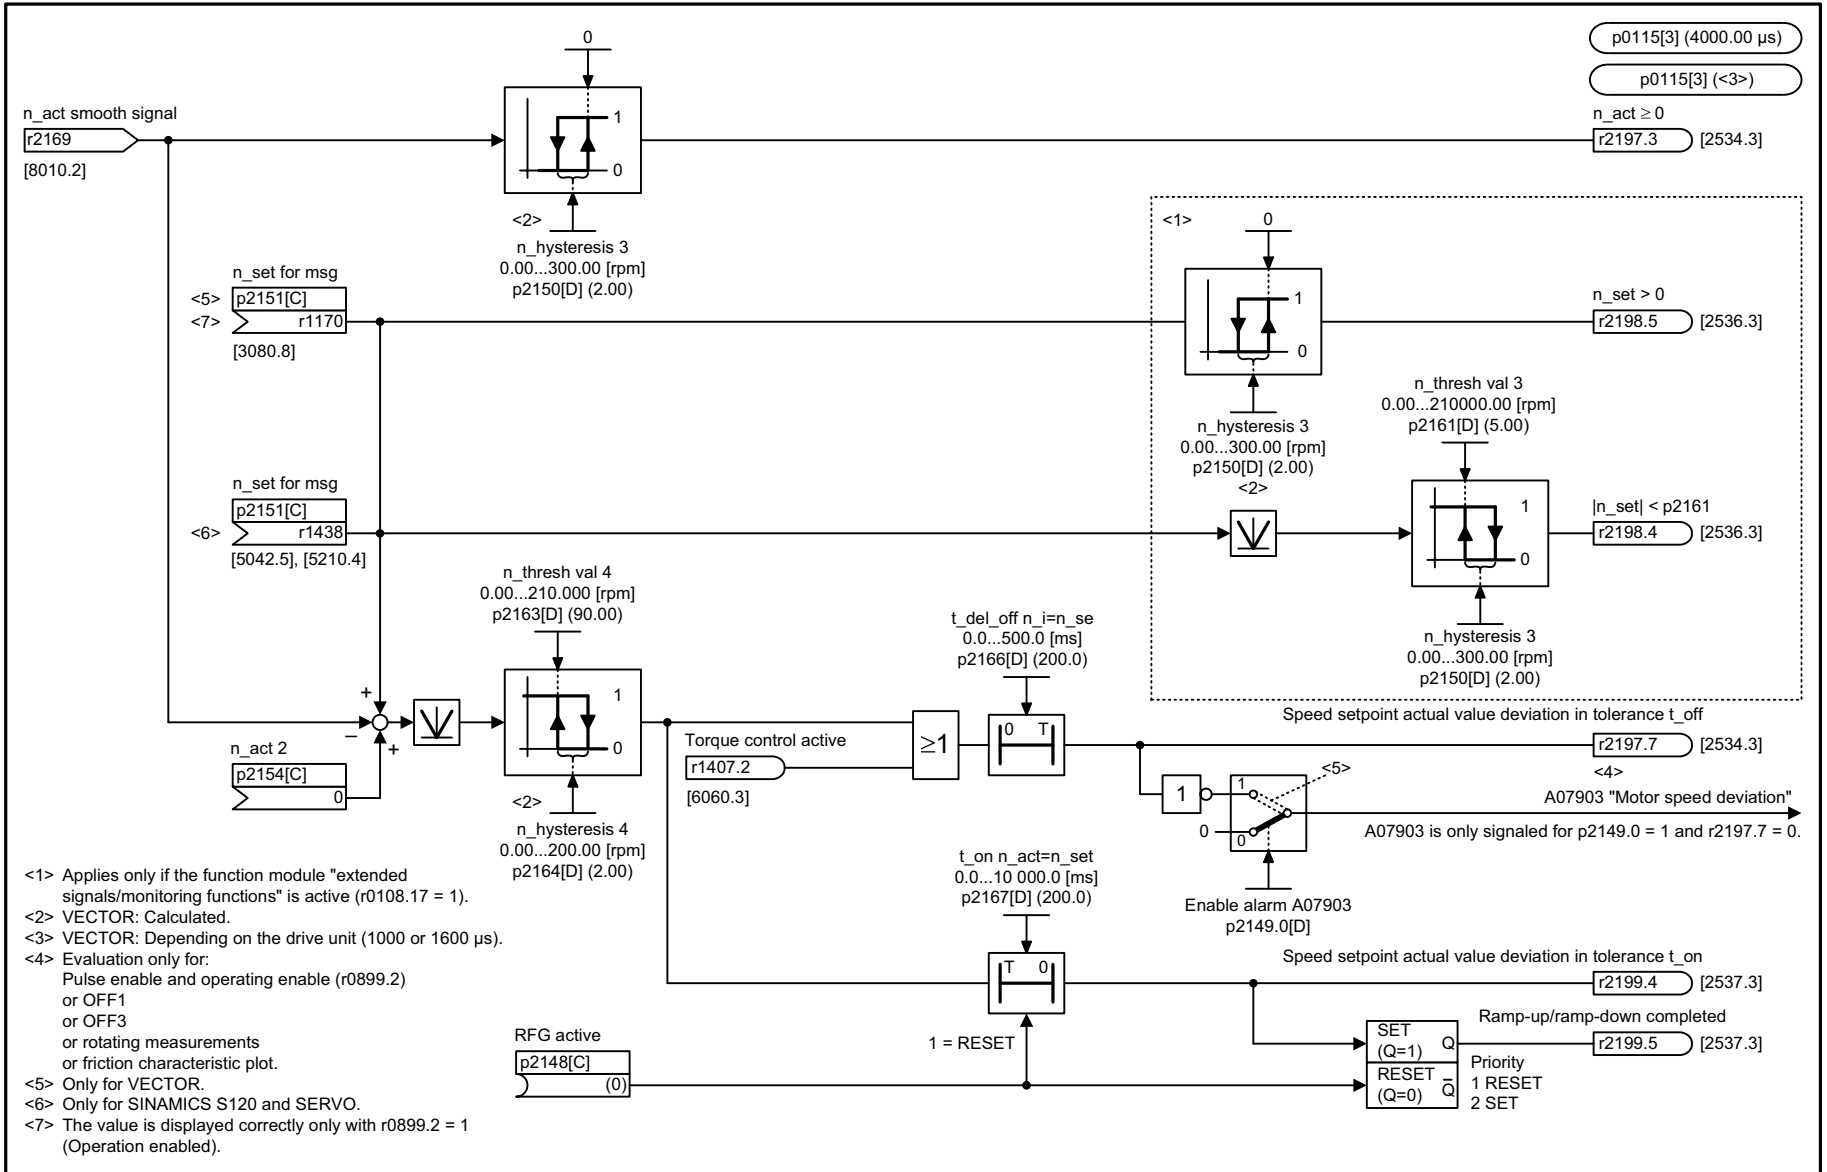 0
p0115[3] (4000.00 µs)
p0115[3] (<3>)
n_act smooth signal
r2169
[8010.2]
1
0
n_act ≥ 0
r2197.3
[2534.3]
<2>
n_hysteresis 3
0.00...300.00 [rpm]
p2150[D] (2.00)
<1>
0
n_set for msg
<5>
p2151[C]
<7>
r1170
[3080.8]
1
0
n_set > 0
r2198.5
[2536.3]
n_hysteresis 3
0.00...300.00 [rpm]
p2150[D] (2.00)
<2>
n_thresh val 3
0.00...210000.00 [rpm]
p2161[D] (5.00)
n_set for msg
p2151[C]
<6>
r1438
[5042.5], [5210.4]
1
0
|n_set| < p2161
r2198.4
[2536.3]
n_hysteresis 3
0.00...300.00 [rpm]
p2150[D] (2.00)
n_thresh val 4
0.00...210.000 [rpm]
p2163[D] (90.00)
t_del_off n_i=n_se
0.0...500.0 [ms]
p2166[D] (200.0)
+
–
+
n_act 2
p2154[C]
0
1
0
<2>
n_hysteresis 4
0.00...200.00 [rpm]
p2164[D] (2.00)
Torque control active
r1407.2
[6060.3]
≥1
0 T
Speed setpoint actual value deviation in tolerance t_off
r2197.7
[2534.3]
<4>
<5>
1
1
0
0
A07903 "Motor speed deviation"
A07903 is only signaled for p2149.0 = 1 and r2197.7 = 0.
Enable alarm A07903
p2149.0[D]
t_on n_act=n_set
0.0...10 000.0 [ms]
p2167[D] (200.0)
T 0
Speed setpoint actual value deviation in tolerance t_on
r2199.4
[2537.3]
1 = RESET
RFG active
p2148[C]
(0)
SET
(Q=1)
Q
RESET
(Q=0)
Q̅
Ramp-up/ramp-down completed
r2199.5
[2537.3]
Priority
1 RESET
2 SET
<1> Applies only if the function module "extended
signals/monitoring functions" is active (r0108.17 = 1).
<2> VECTOR: Calculated.
<3> VECTOR: Depending on the drive unit (1000 or 1600 µs).
<4> Evaluation only for:
Pulse enable and operating enable (r0899.2)
or OFF1
or OFF3
or rotating measurements
or friction characteristic plot.
<5> Only for VECTOR.
<6> Only for SINAMICS S120 and SERVO.
<7> The value is displayed correctly only with r0899.2 = 1
(Operation enabled).